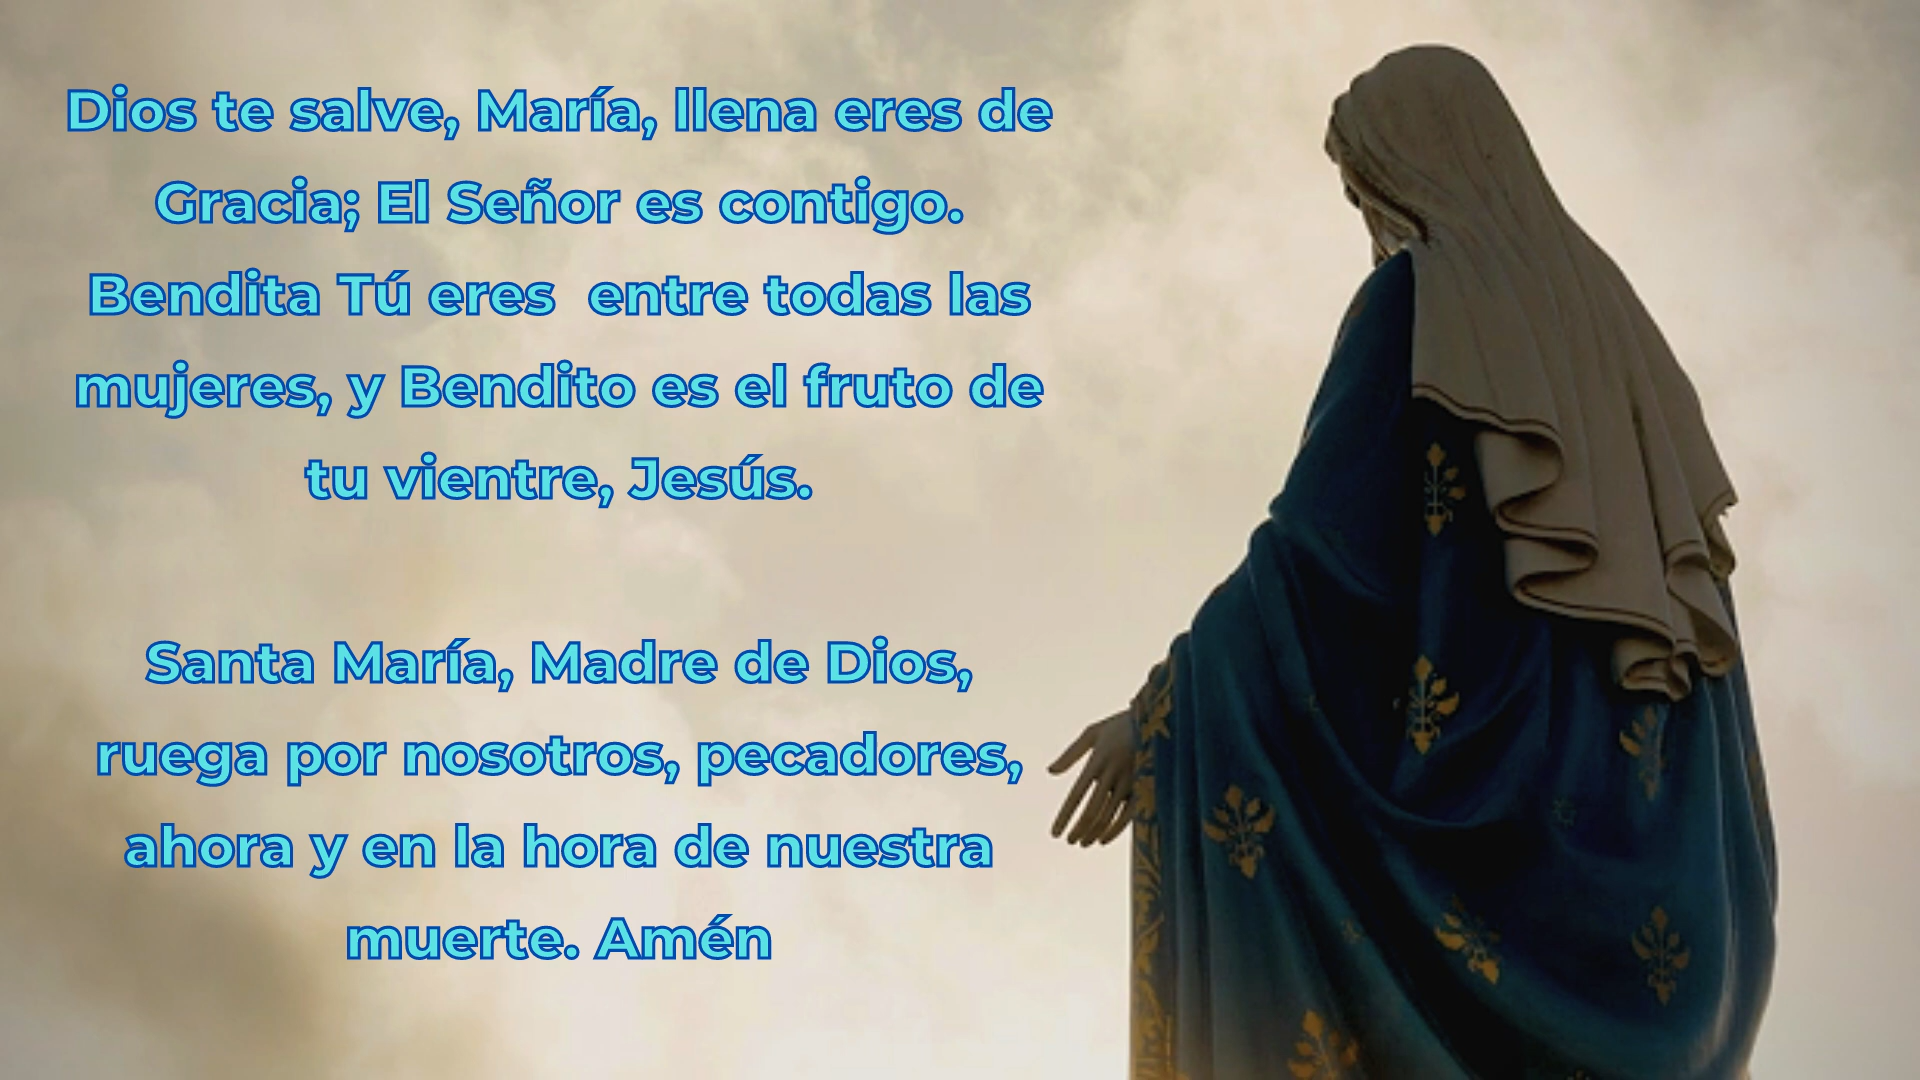 Dios te salve, María, llena eres de
Gracia; El Señor es contigo.
Bendita Tú eres  entre todas las
mujeres, y Bendito es el fruto de
tu vientre, Jesús.
Santa María, Madre de Dios,
ruega por nosotros, pecadores,
ahora y en la hora de nuestra
muerte. Amén